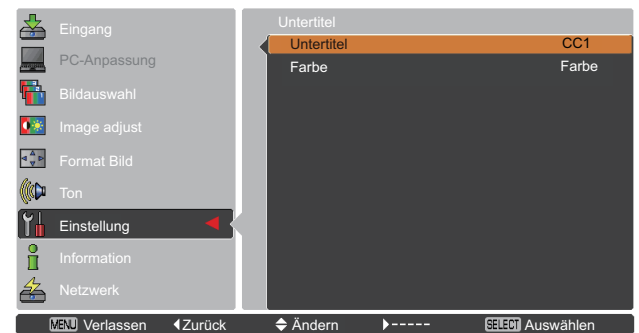 Eingang
PC-Anpassung
Bildauswahl
Image adjust
Format Bild
Ton
Einstellung
Information
Netzwerk
Untertitel
Untertitel CC1
Farbe Farbe
MENU Verlassen Zurück Ändern ----- SELECT Auswählen